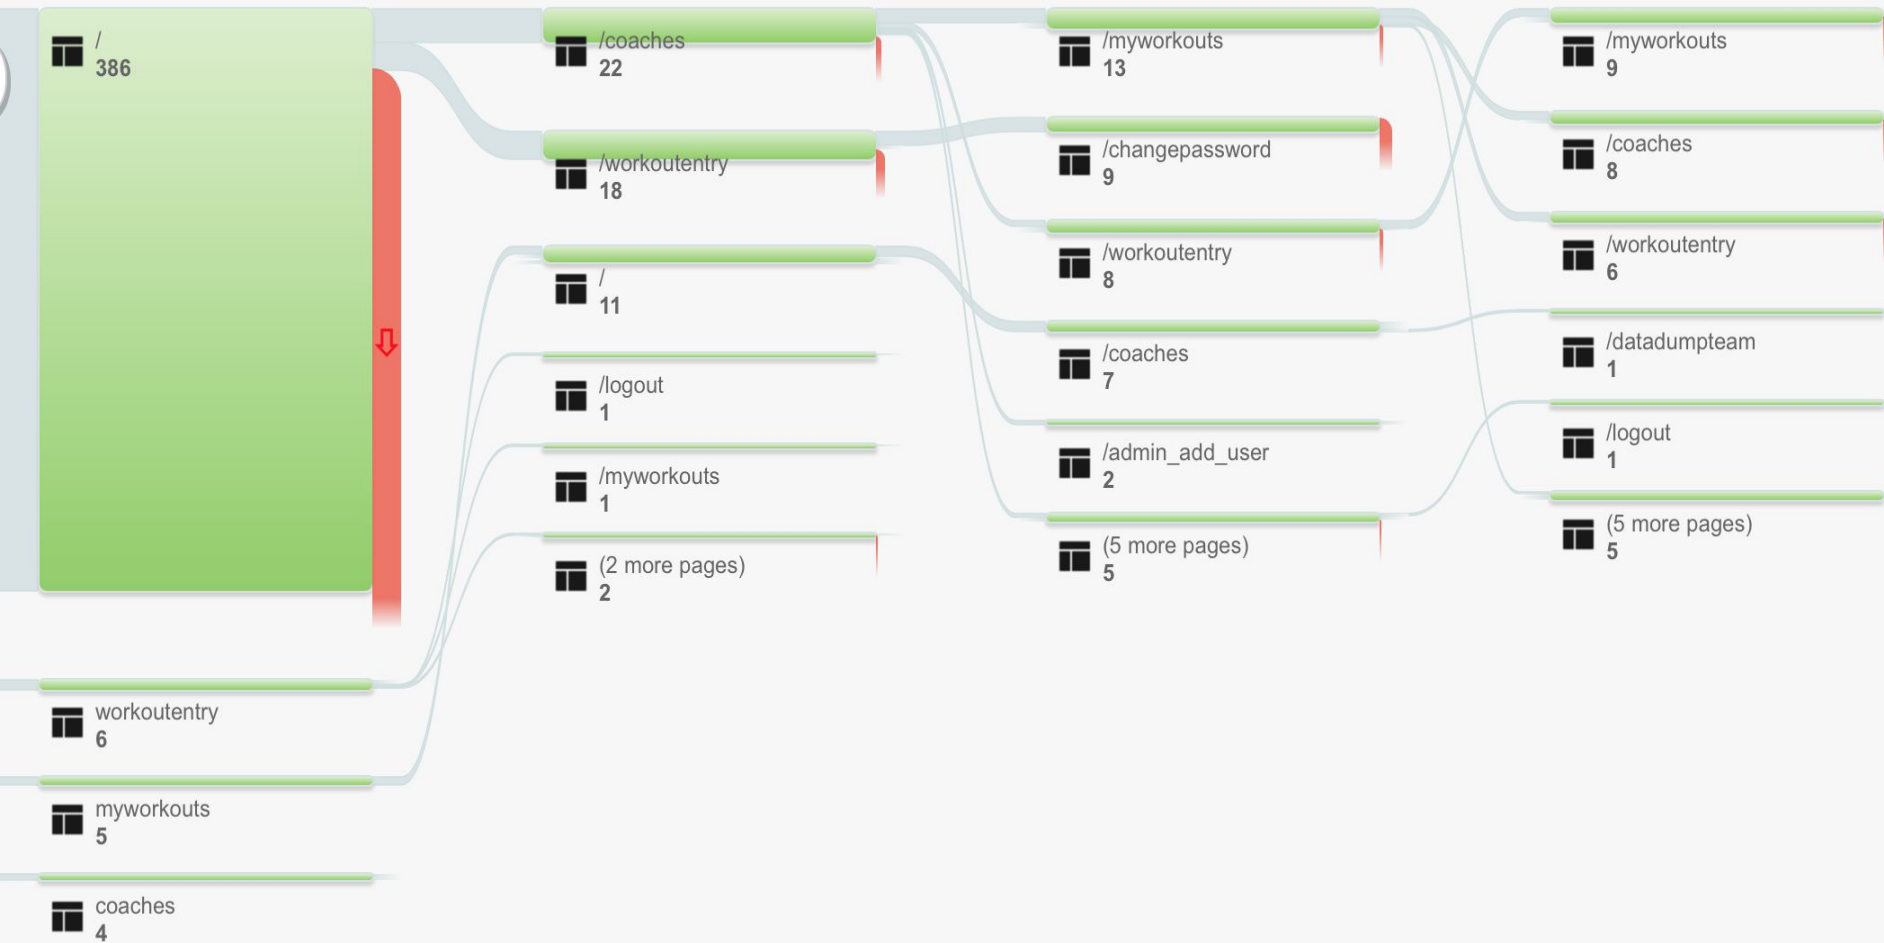 /
386
workoutentry
6
myworkouts
5
coaches
4
/coaches
22
/workoutentry
18
/
11
/logout
1
/myworkouts
1
(2 more pages)
2
/myworkouts
13
/changepassword
9
/workoutentry
8
/coaches
7
/admin_add_user
2
(5 more pages)
5
/myworkouts
9
/coaches
8
/workoutentry
6
/datadumpteam
1
/logout
1
(5 more pages)
5